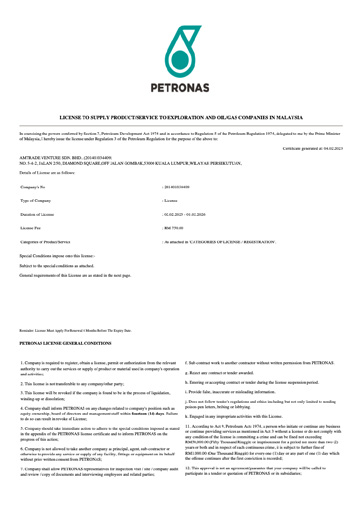 PETRONAS
LICENSE TO SUPPLY PRODUCT/SERVICE TO EXPLORATION AND OIL/GAS COMPANIES IN MALAYSIA
In exercising the powers conferred by Section 7, Petroleum Development Act 1974 and in accordance to Regulation 5 of the Petroleum Regulation 1974, delegated to me by the Prime Minister
of Malaysia, I hereby issue the license under Regulation 3 of the Petroleum Regulation for the purpose of the above to:
Certificate generated at: 04.02.2023
AMTRADE VENTURE SDN. BHD.,
NO. 5-4-2, JALAN 2/50, DIAMOND SQUARE,OFF JALAN GOMBAK,53000 KUALA LUMPUR,WILAYAH PERSEKUTUAN,
Details of License are as follows:
Company's No :
Type of Company : License
Duration of License : 01.02.2023 - 01.02.2026
License Fee : RM 750.00
Categories of Product/Service : As attached in 'CATEGORIES OF LICENSE / REGISTRATION'.
Special Conditions ingress onto this license:-
Subject to the special conditions as attached.
General requirements of this License are as stated in the next page.
Reminder: License Must Apply For Renewal Months Before The Expiry Date
PETRONAS LICENSE GENERAL CONDITIONS
1. Company is required to register, obtain a license, permit or authorization from the relevant
authority to carry out the services or supply of product or material used in company's operation
and activities.
2. This license is not transferable to any company/other party;
3. This license will be revoked if the company is found to be in the process of liquidation,
winding up or dissolution;
4. Company shall inform PETRONAS on any changes related to company's position such as
equity ownership, board of directors and management/staff within fourteen (14) days. Failure
to do so can result in revoke of License;
5. Company should take immediate action to adhere to the special conditions imposed as stated
in the appendix of the PETRONAS license certificate and to inform PETRONAS on the
progress of this action;
6. Company is not allowed to take another company as principal, agent, sub contractor or
otherwise to provide any service or supply of any facility, fittings or equipment on its behalf
without prior written consent from PETRONAS;
7. Company shall allow PETRONAS representatives for inspection visit / site / company audit
and review / copy of documents and interviewing employees and related parties;
f. Sub contract work to another contractor without written permission from PETRONAS
g. Reject any contract or tender awarded.
h. Entering or accepting contract or tender during the license suspension period.
i. Provide false, inaccurate or misleading information.
j. Does not follow tender's regulations and ethics including but not only limited to sending
poison pen letters, bribing or lobbying.
k. Engaged in any improprius activities with this License.
11. According to Act 9, Petroleum Act 1974, a person who initiate or continue any business
or continue providing services as mentioned in Act 3 without a license or do not comply with
any condition of the license is committing a crime and can be fined not exceeding
RM50,000.00 (Fifty Thousand Ringgit) or imprisonment for a period not more than two (2)
years or both and in respect of such continuous crime, it is subject to further fine of
RM1000.00 (One Thousand Ringgit) for every one (1) day or any part of one (1) day which
the offence continues after the first conviction is recorded.
12. This approval is not an agreement/guarantee that your company will be called to
participate in a tender or quotation of PETRONAS or its subsidiaries;